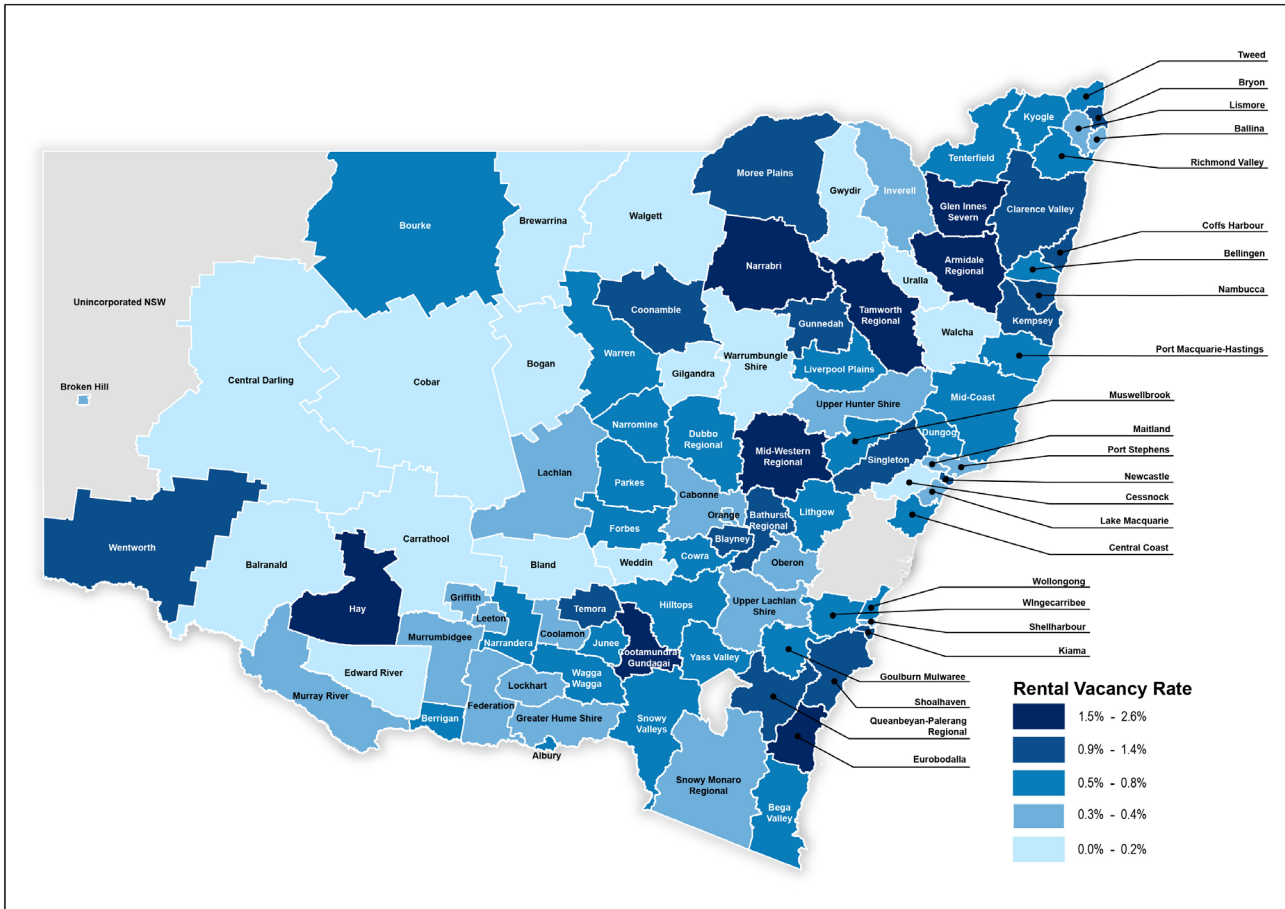 Tweed
Bryon
Lismore
Ballina
Richmond Valley
Kyogle
Tenterfield
Moree Plains
Gwydir
Inverell
Glen Innes
Severn
Clarence Valley
Walgett
Brewarrina
Bourke
Coffs Harbour
Bellingen
Nambucca
Narrabri
Armidale
Regional
Uralla
Unincorporated NSW
Coonamble
Gunnedah
Tamworth
Regional
Kempsey
Walcha
Port Macquarie-Hastings
Warren
Bogan
Warrumbungle
Shire
Gilgandra
Liverpool Plains
Central Darling
Cobar
Broken Hill
Upper Hunter Shire
Mid-Coast
Muswellbrook
Narromine
Dubbo
Regional
Dungog
Maitland
Mid-Western
Regional
Singleton
Port Stephens
Lachlan
Newcastle
Parkes
Cabonne
Cessnock
Orange
Bathurst
Regional
Lithgow
Lake Macquarie
Forbes
Carrathool
Blayney
Central Coast
Wentworth
Cowra
Oberon
Balranald
Bland
Weddin
Wollongong
WIngecarribee
Griffith
Hay
Temora
Hilltops
Upper Lachlan
Shire
Shellharbour
Leeton
Murrumbidgee
Coolamon
Narrandera
Junee
Kiama
Cootamundra
Gundagai
Yass Valley
Edward River
Wagga
Wagga
Goulburn Mulwaree
Lockhart
Murray River
Shoalhaven
Federation
Berrigan
Greater Hume Shire
Snowy
Valleys
Queanbeyan-Palerang
Regional
Albury
Eurobodalla
Snowy Monaro
Regional
Bega
Valley
Rental Vacancy Rate
1.5% - 2.6%
0.9% - 1.4%
0.5% - 0.8%
0.3% - 0.4%
0.0% - 0.2%